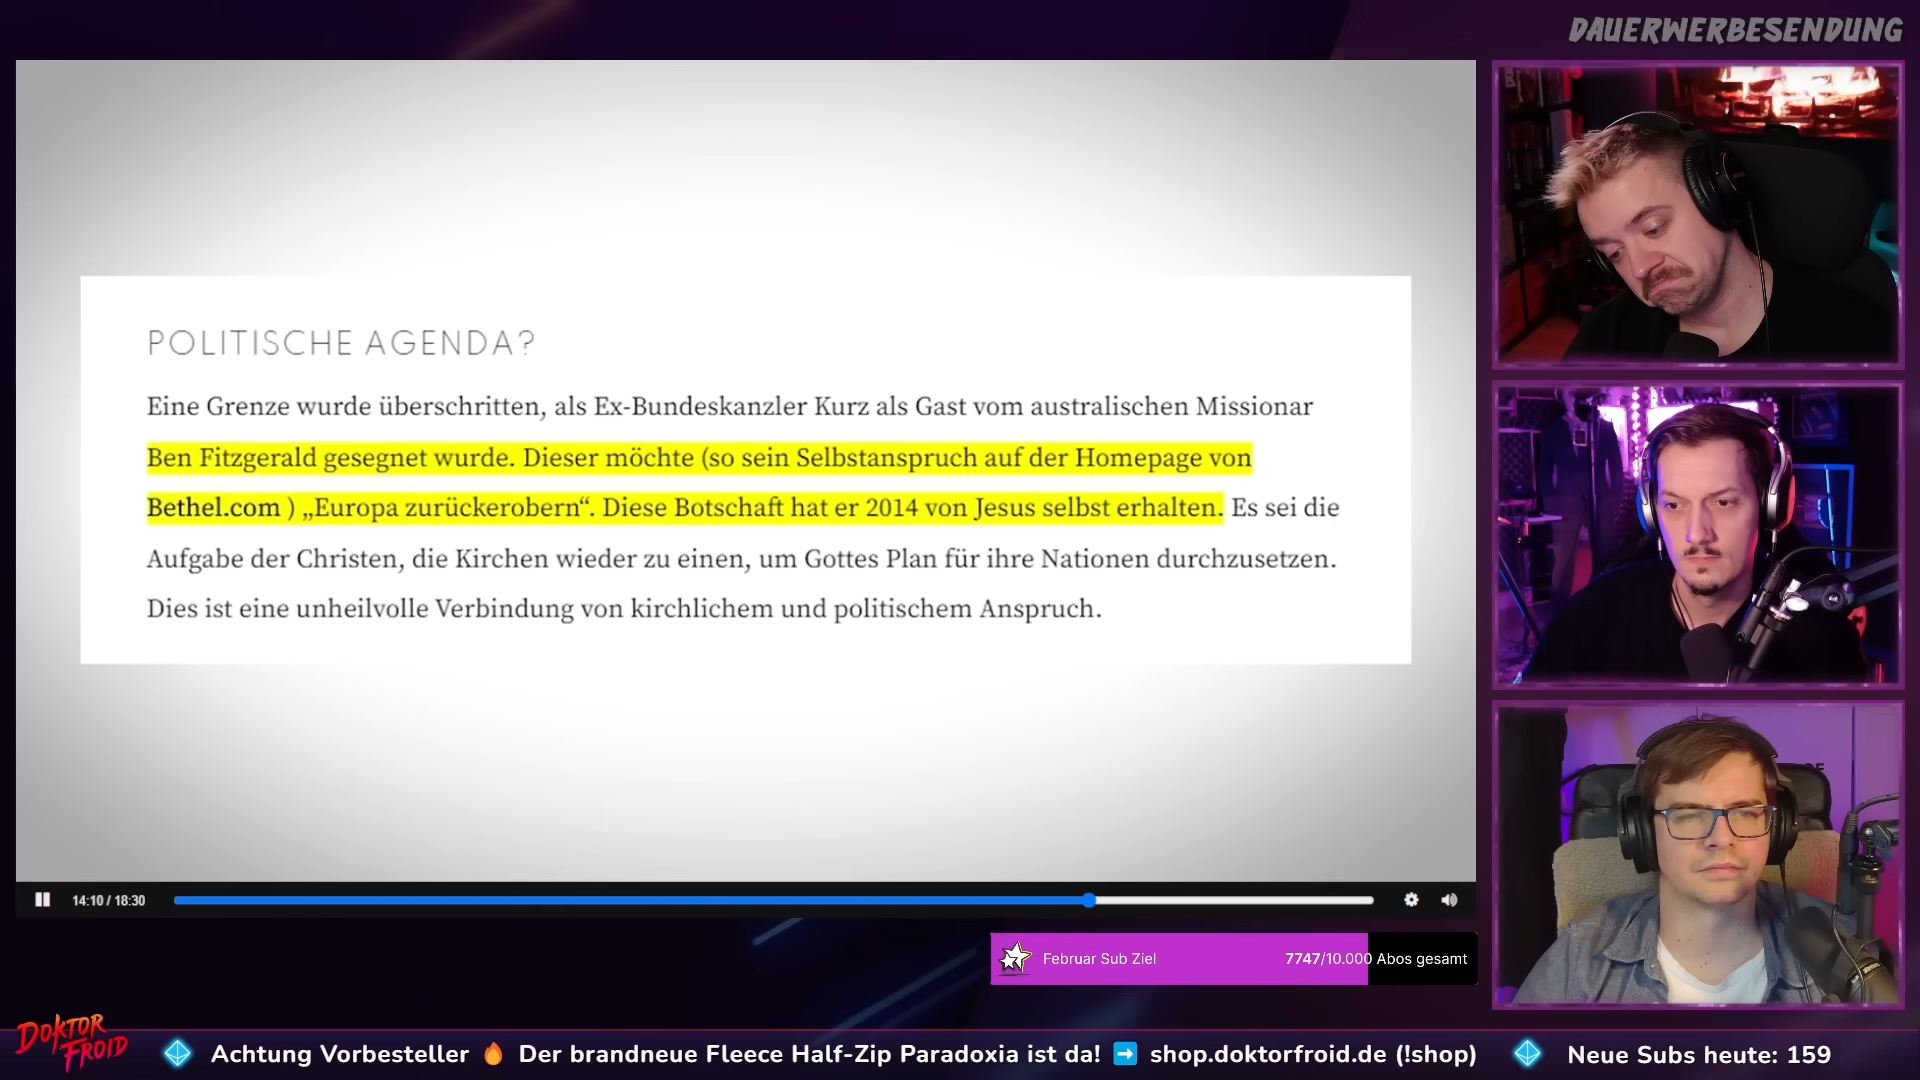 DAUERWERBESENDUNG
POLITISCHE AGENDA?
Eine Grenze wurde überschritten, als Ex-Bundeskanzler Kurz als Gast vom australischen Missionar
Ben Fitzgerald gesegnet wurde. Dieser möchte (so sein Selbstanspruch auf der Homepage von
Bethel.com ) „Europa zurückerobern“. Diese Botschaft hat er 2014 von Jesus selbst erhalten. Es sei die
Aufgabe der Christen, die Kirchen wieder zu einen, um Gottes Plan für ihre Nationen durchzusetzen.
Dies ist eine unheilvolle Verbindung von kirchlichem und politischem Anspruch.
14:10 / 18:30
Februar Sub Ziel 7747/10.000 Abos gesamt
DOKTOR
FROID
Achtung Vorbesteller Der brandneue Fleece Half-Zip Paradoxia ist da! shop.doktorfroid.de (!shop) Neue Subs heute: 159